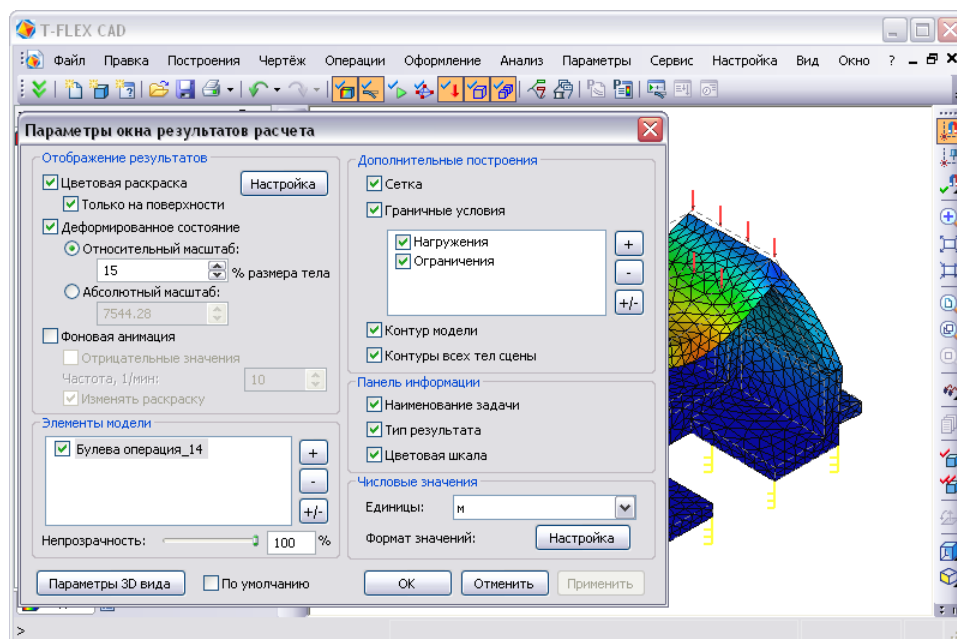 T-FLEX CAD
Файл Правка Построения Чертёж Операции Оформление Анализ Параметры Сервис Настройка Вид Окно ?
Параметры окна результатов расчета
Отображение результатов
Цветовая раскраска Настройка
Только на поверхности
Деформированное состояние
Относительный масштаб:
15 % размера тела
Абсолютный масштаб:
7544.28
Фоновая анимация
Отрицательные значения
Частота, 1/мин: 10
Изменять раскраску
Элементы модели
Булева операция_14
+
-
+/-
Непрозрачность: 100 %
Дополнительные построения
Сетка
Граничные условия
Нагружения
Ограничения
+
-
+/-
Контур модели
Контуры всех тел сцены
Панель информации
Наименование задачи
Тип результата
Цветовая шкала
Числовые значения
Единицы: м
Формат значений: Настройка
Параметры 3D вида По умолчанию OK Отменить Применить
>